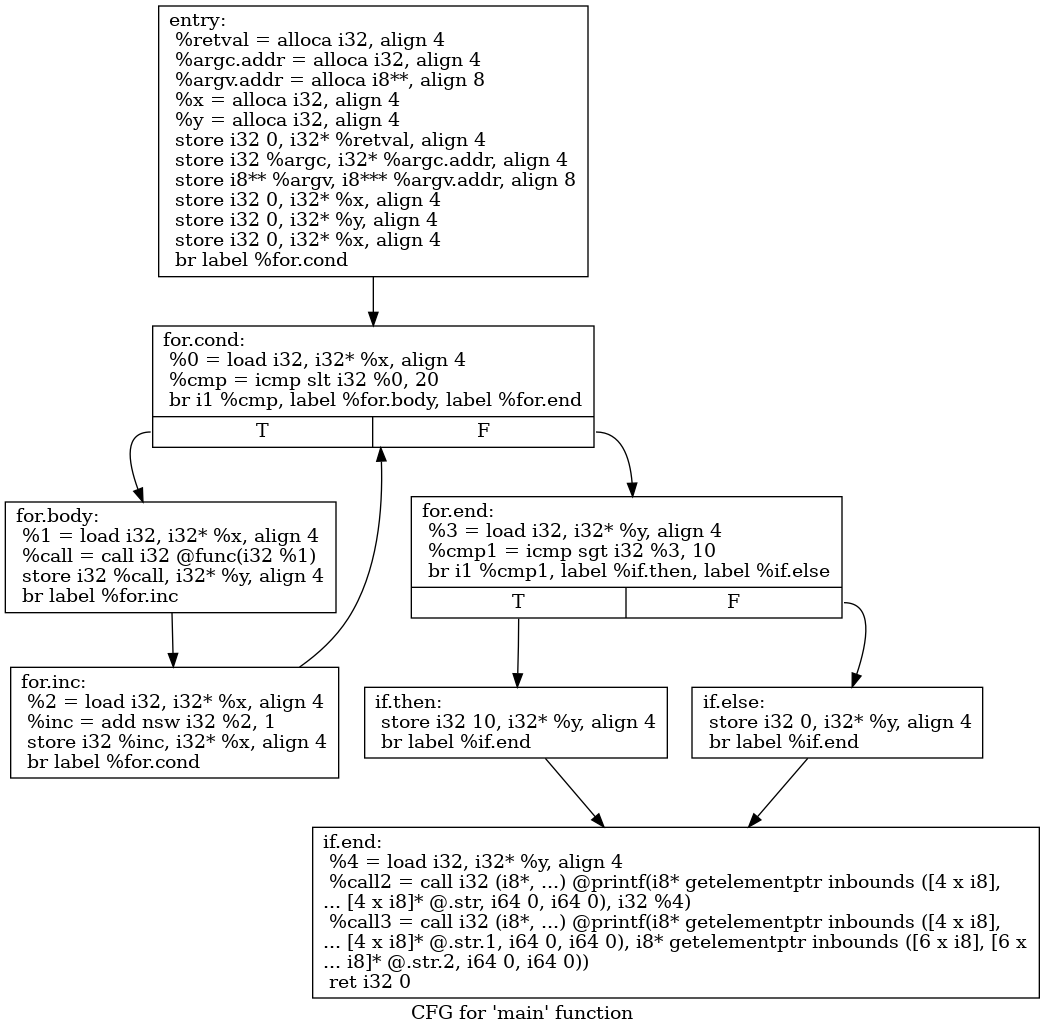 entry:
%retval = alloca i32, align 4
%argc.addr = alloca i32, align 4
%argv.addr = alloca i8**, align 8
%x = alloca i32, align 4
%y = alloca i32, align 4
store i32 0, i32* %retval, align 4
store i32 %argc, i32* %argc.addr, align 4
store i8** %argv, i8*** %argv.addr, align 8
store i32 0, i32* %x, align 4
store i32 0, i32* %y, align 4
store i32 0, i32* %x, align 4
br label %for.cond
for.cond:
%0 = load i32, i32* %x, align 4
%cmp = icmp slt i32 %0, 20
br i1 %cmp, label %for.body, label %for.end
T
F
for.body:
%1 = load i32, i32* %x, align 4
%call = call i32 @func(i32 %1)
store i32 %call, i32* %y, align 4
br label %for.inc
for.end:
%3 = load i32, i32* %y, align 4
%cmp1 = icmp sgt i32 %3, 10
br i1 %cmp1, label %if.then, label %if.else
T
F
for.inc:
%2 = load i32, i32* %x, align 4
%inc = add nsw i32 %2, 1
store i32 %inc, i32* %x, align 4
br label %for.cond
if.then:
store i32 10, i32* %y, align 4
br label %if.end
if.else:
store i32 0, i32* %y, align 4
br label %if.end
if.end:
%4 = load i32, i32* %y, align 4
%call2 = call i32 (i8*, ...) @printf(i8* getelementptr inbounds ([4 x i8],
... [4 x i8]* @.str, i64 0, i64 0), i32 %4)
%call3 = call i32 (i8*, ...) @printf(i8* getelementptr inbounds ([4 x i8],
... [4 x i8]* @.str.1, i64 0, i64 0), i8* getelementptr inbounds ([6 x i8], [6 x
... i8]* @.str.2, i64 0, i64 0))
ret i32 0
CFG for 'main' function